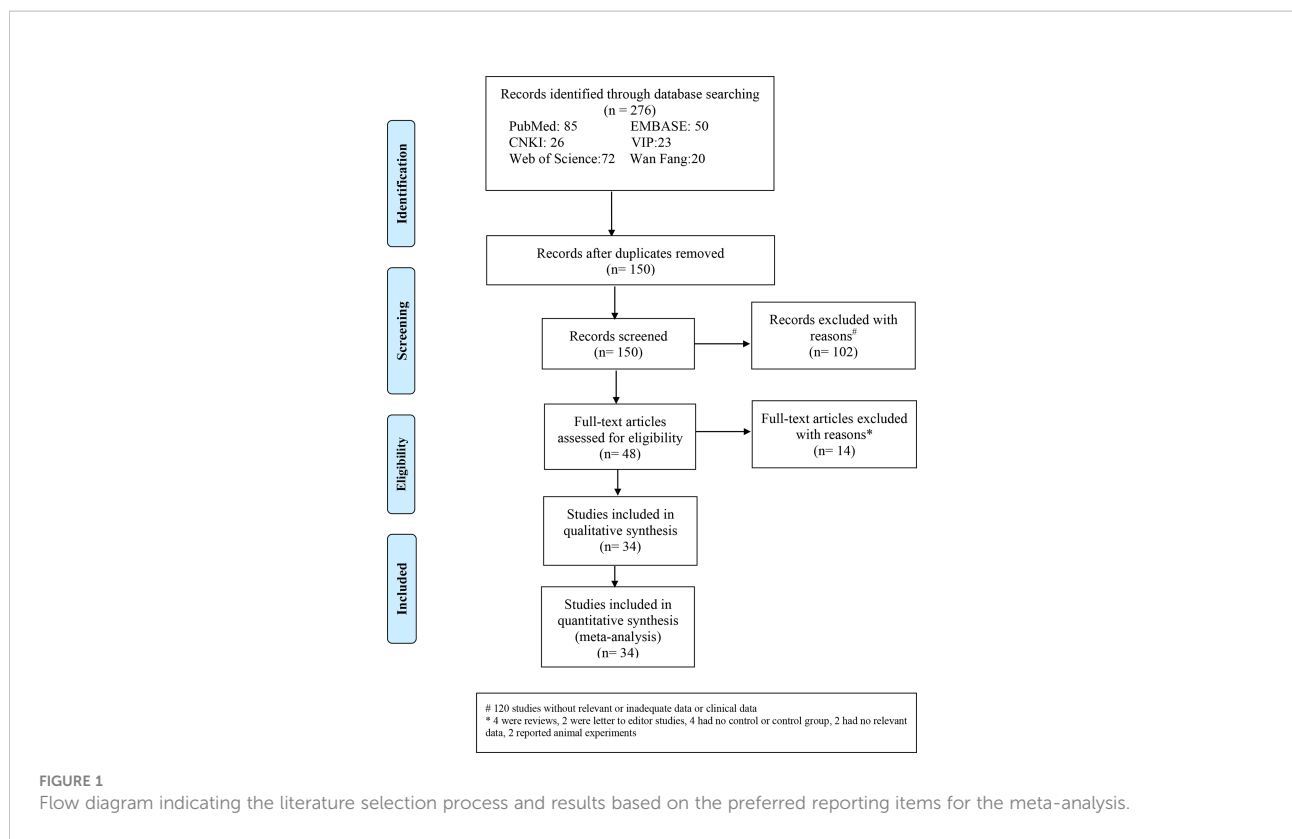 Records identified through database searching
(n = 276)
PubMed: 85 EMBASE: 50
CNKI: 26 VIP:23
Web of Science:72 Wan Fang:20
Identification
Records after duplicates removed
(n= 150)
Screening
Records screened
(n= 150)
Records excluded with
reasons#
(n= 102)
Eligibility
Full-text articles
assessed for eligibility
(n= 48)
Full-text articles excluded
with reasons*
(n= 14)
Studies included in
qualitative synthesis
(n= 34)
Included
Studies included in
quantitative synthesis
(meta-analysis)
(n= 34)
# 120 studies without relevant or inadequate data or clinical data
* 4 were reviews, 2 were letter to editor studies, 4 had no control or control group, 2 had no relevant
data, 2 reported animal experiments
FIGURE 1
Flow diagram indicating the literature selection process and results based on the preferred reporting items for the meta-analysis.